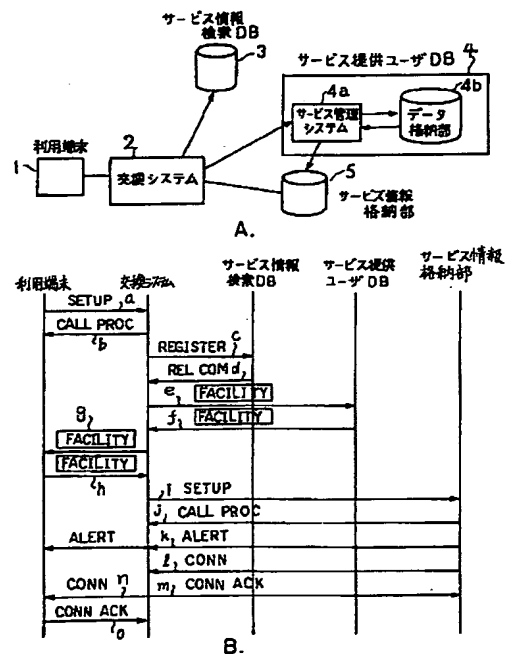 サービス情報
検索DB
3
サービス提供ユーザDB 4
4a
サービス管理
システム
4b
データ
格納部
利用端末
1
2
交換システム
5
サービス情報
格納部
A.
利用端末
交換システム
サービス情報
検索DB
サービス提供
ユーザDB
サービス情報
格納部
SETUP a
CALL PROC
b
REGISTER c
REL COM d
e FACILITY
f FACILITY
g
FACILITY
FACILITY
h
i SETUP
j CALL PROC
ALERT
k ALERT
l CONN
CONN n
m CONN ACK
CONN ACK
o
B.